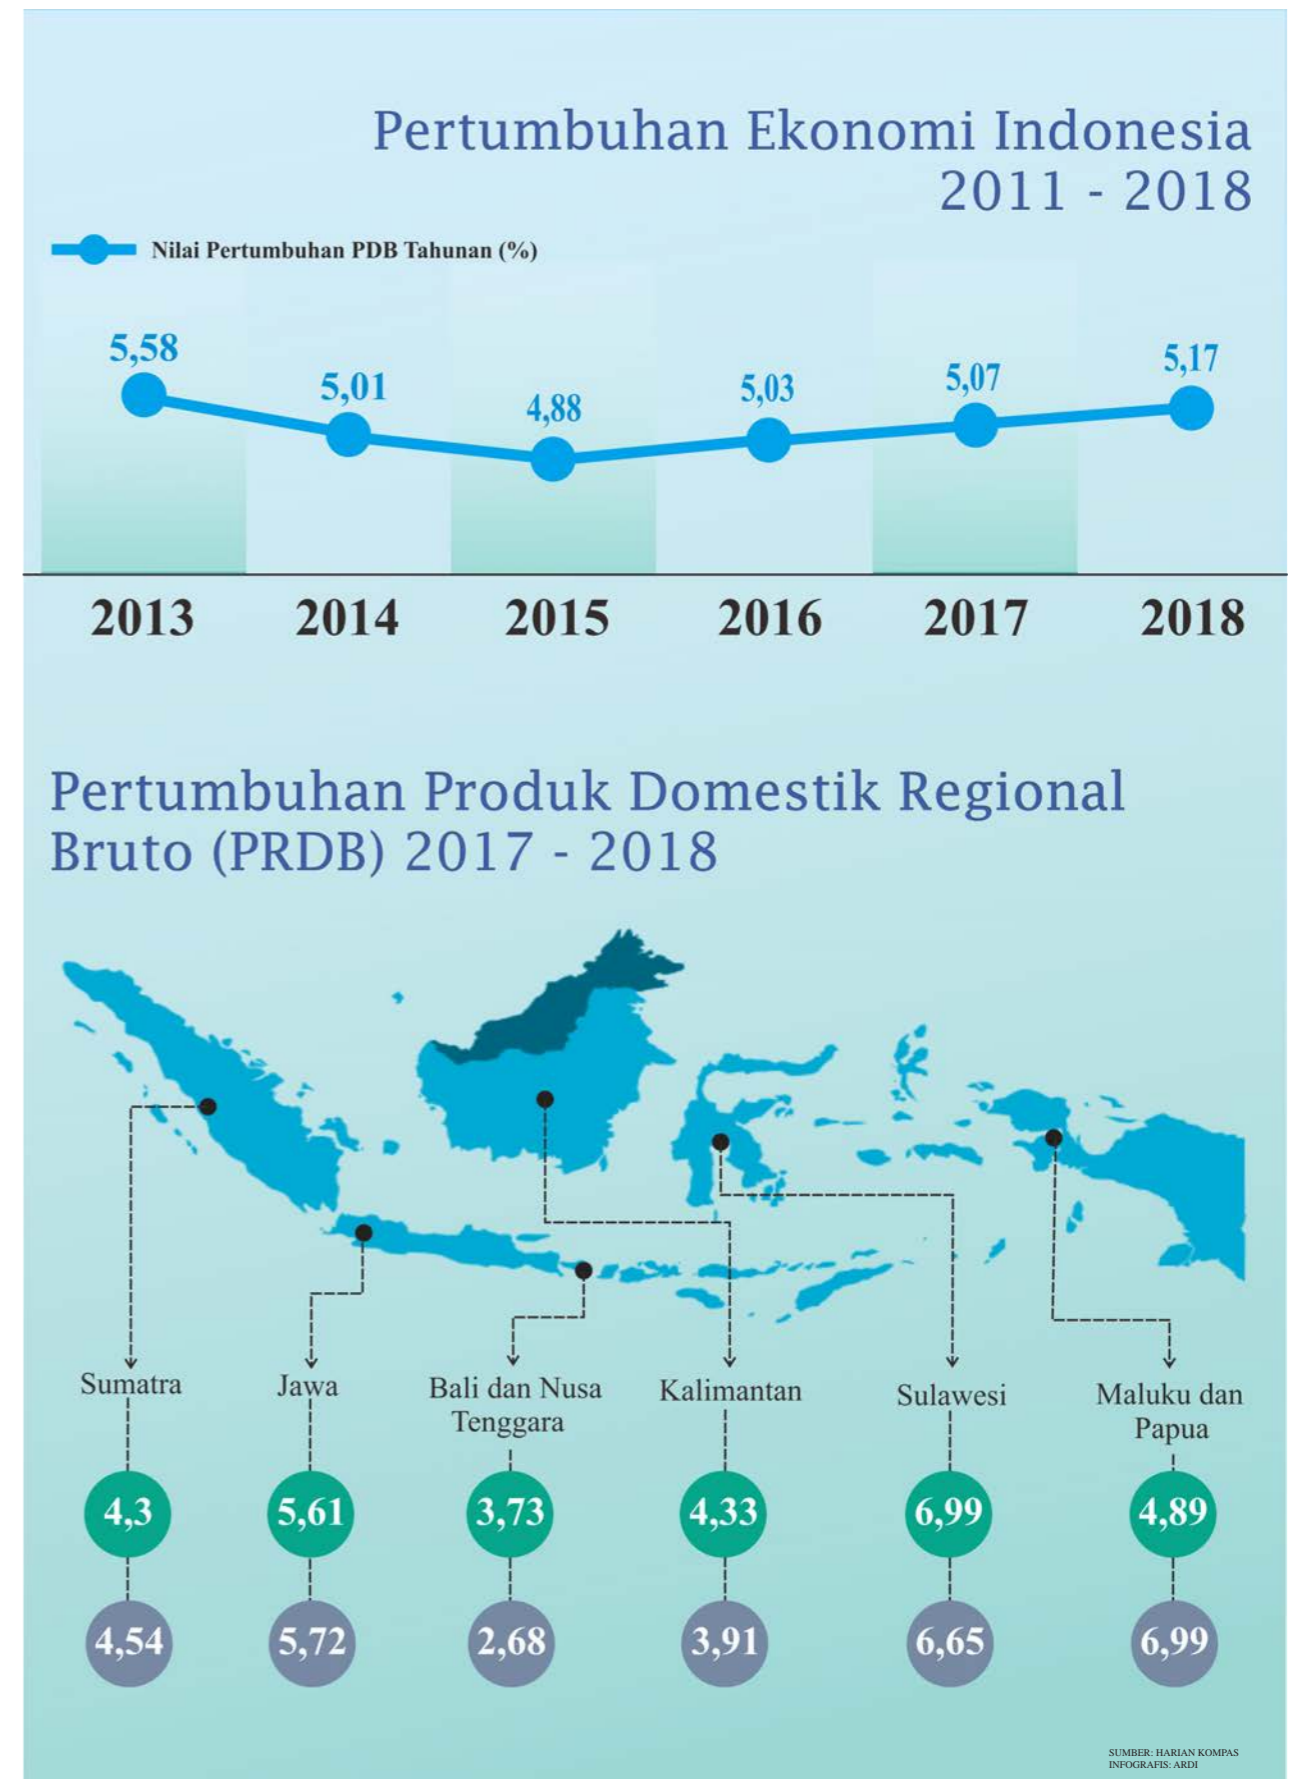 Pertumbuhan Ekonomi Indonesia
2011 - 2018
Nilai Pertumbuhan PDB Tahunan (%)
5,58
5,01
4,88
5,03
5,07
5,17
2013
2014
2015
2016
2017
2018
Pertumbuhan Produk Domestik Regional
Bruto (PRDB) 2017 - 2018
Sumatra
Jawa
Bali dan Nusa
Tenggara
Kalimantan
Sulawesi
Maluku dan
Papua
4,3
5,61
3,73
4,33
6,99
4,89
4,54
5,72
2,68
3,91
6,65
6,99
SUMBER: HARIAN KOMPAS
INFOGRAFIS: ARDI